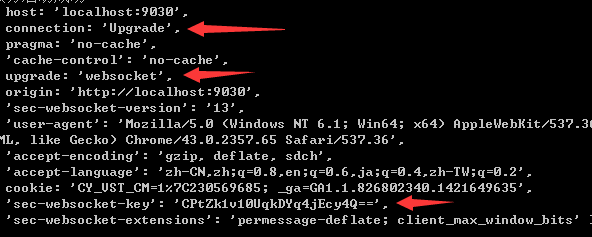 host: 'localhost:9030',
connection: 'Upgrade',
pragma: 'no-cache',
'cache-control': 'no-cache',
upgrade: 'websocket',
origin: 'http://localhost:9030',
'sec-websocket-version': '13',
'user-agent': 'Mozilla/5.0 (Windows NT 6.1; Win64; x64) AppleWebKit/537.36
ML, like Gecko) Chrome/43.0.2357.65 Safari/537.36',
'accept-encoding': 'gzip, deflate, sdch',
'accept-language': 'zh-CN,zh;q=0.8,en;q=0.6,ja;q=0.4,zh-TW;q=0.2',
cookie: 'CY_VST_CM=1x7C230569685; _ga=GA1.1.826802340.1421649635',
'sec-websocket-key': 'CPtZk1v10UqkDYq4jEcy4Q==',
'sec-websocket-extensions': 'permessage-deflate; client_max_window_bits'